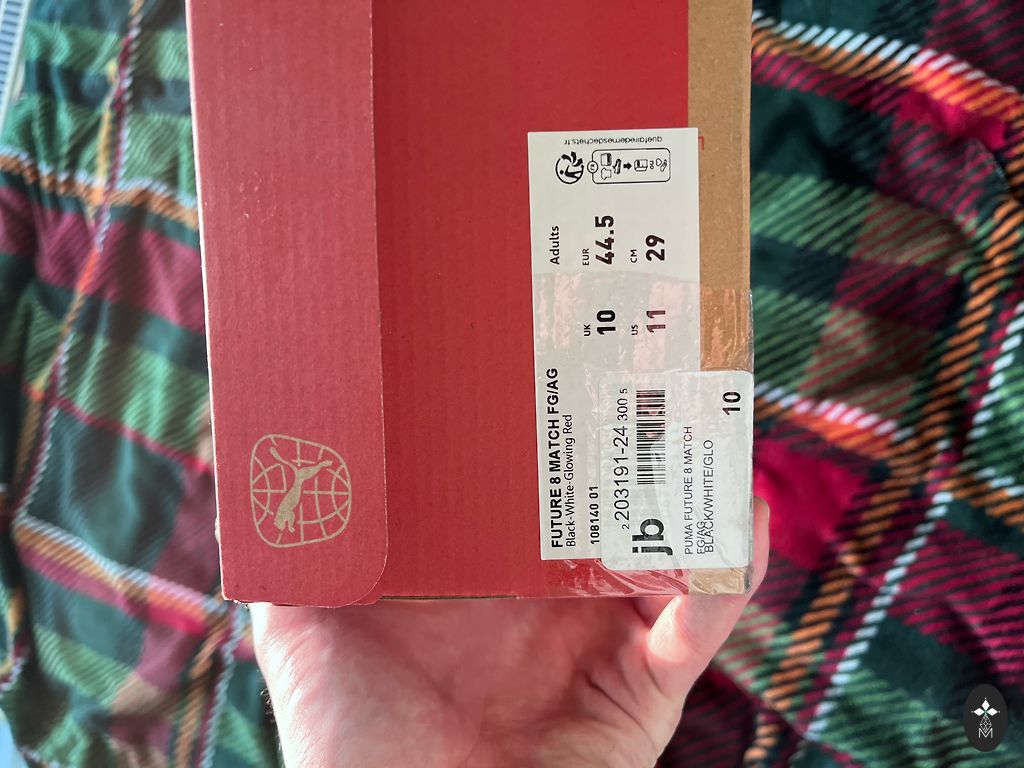 quefairedemesdechets.fr
FR
Adults
EUR
44.5
CM
29
UK
10
US
11
FUTURE 8 MATCH FG/AG
Black-White-Glowing Red
108140 01
2 203191-24 300 5
jb
PUMA FUTURE 8 MATCH
FG/AG
BLACK/WHITE/GLO
10
M